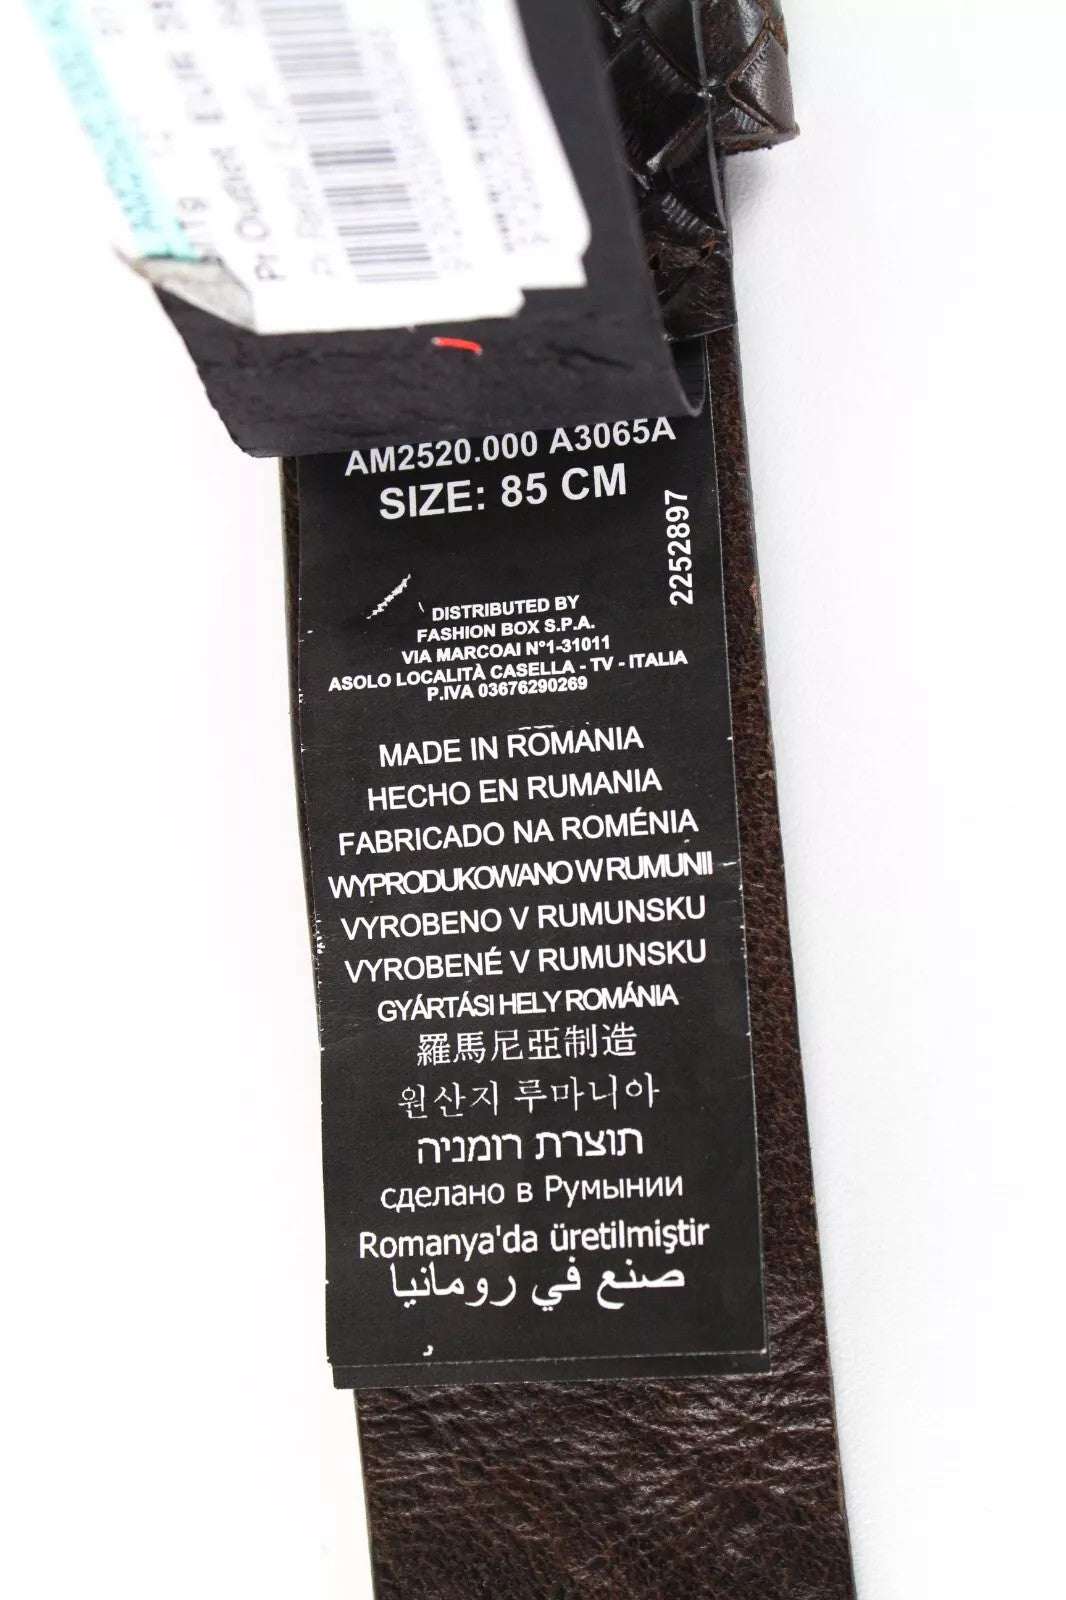 Pr Outlet EUR
AM2520.000 A3065A
SIZE: 85 CM
2252897
DISTRIBUTED BY
FASHION BOX S.P.A.
VIA MARCOAI N°1-31011
ASOLO LOCALITÀ CASELLA - TV - ITALIA
P.IVA 03676290269
MADE IN ROMANIA
HECHO EN RUMANIA
FABRICADO NA ROMÉNIA
WYPRODUKOWANO W RUMUNII
VYROBENO V RUMUNSKU
VYROBENÉ V RUMUNSKU
GYÁRTÁSI HELY ROMÁNIA
羅馬尼亞制造
원산지 루마니아
תוצרת רומניה
сделано в Румынии
Romanya'da üretilmiştir
صنع في رومانيا